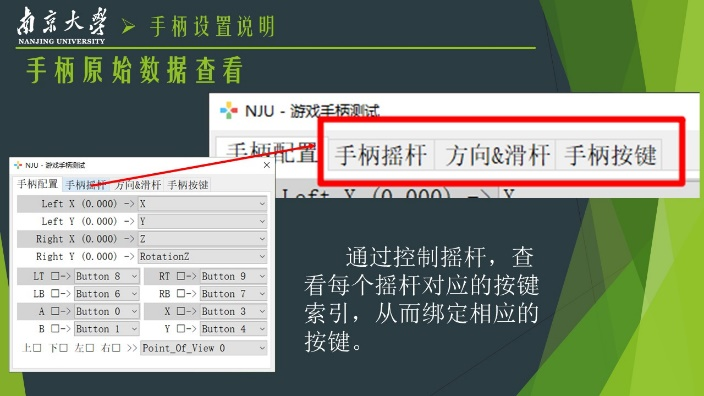 南京大學
NANJING UNIVERSITY
手柄设置说明
手柄原始数据查看
NJU - 游戏手柄测试
手柄配置 手柄摇杆 方向&滑杆 手柄按键
Left X (0.000) -> X
NJU - 游戏手柄测试
手柄配置 手柄摇杆 方向&滑杆 手柄按键
Left X (0.000) -> X
Left Y (0.000) -> Y
Right X (0.000) -> Z
Right Y (0.000) -> RotationZ
LT □-> Button 8 RT □-> Button 9
LB □-> Button 6 RB □-> Button 7
A □-> Button 0 X □-> Button 3
B □-> Button 1 Y □-> Button 4
上□ 下□ 左□ 右□ >> Point_Of_View 0
通过控制摇杆，查
看每个摇杆对应的按键
索引，从而绑定相应的
按键。